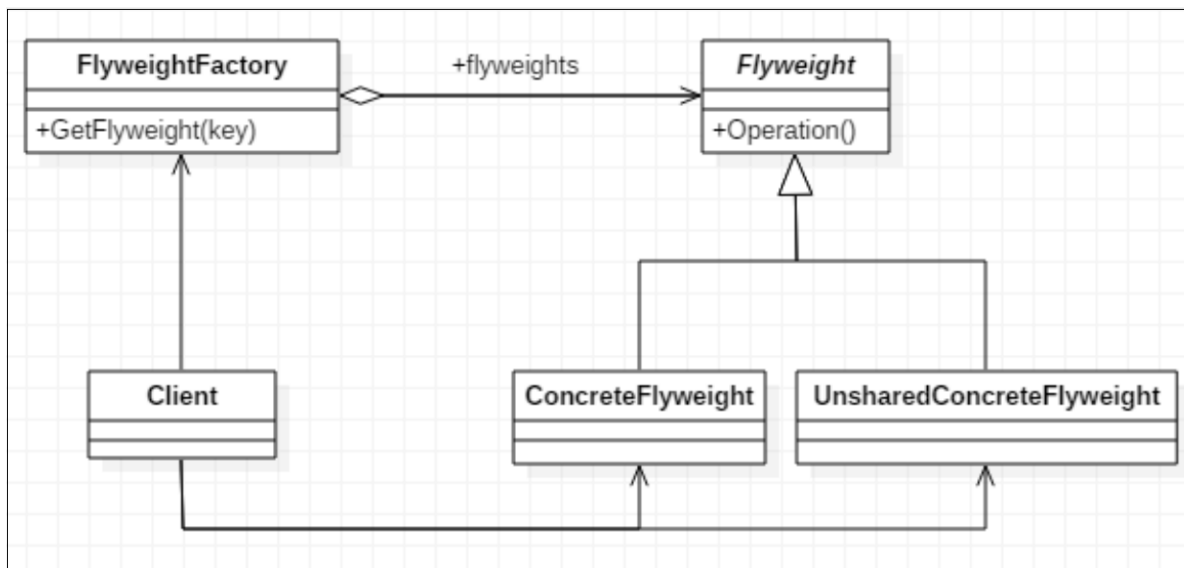 FlyweightFactory
+GetFlyweight(key)
+flyweights
Flyweight
+Operation()
Client
ConcreteFlyweight
UnsharedConcreteFlyweight